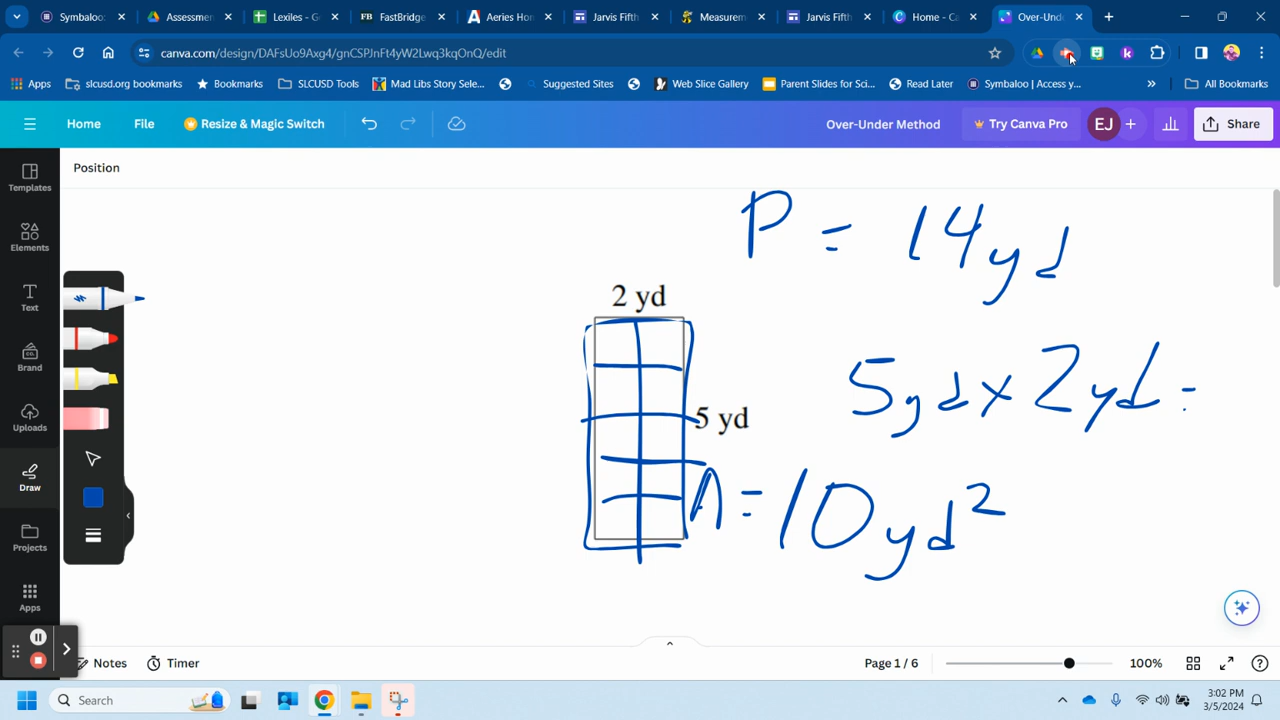 Symbaloo
Assessmen
Lexiles - G
FastBridge
Aeries Hon
Jarvis Fifth
Measurem
Jarvis Fifth
Home - Ca
Over-Unde
canva.com/design/DAFsUo9Axg4/gnCSPJnFt4yW2Lwq3kqOnQ/edit
Apps slcusd.org bookmarks Bookmarks SLCUSD Tools Mad Libs Story Sele... Suggested Sites Web Slice Gallery Parent Slides for Sci... Read Later Symbaloo | Access y... » All Bookmarks
Home File Resize & Magic Switch Over-Under Method Try Canva Pro EJ Share
Position
Templates
Elements
Text
Brand
Uploads
Draw
Projects
Apps
P = 14yd
2 yd
5yd x 2yd =
5 yd
A = 10yd²
Notes Timer Page 1 / 6 100%
Search 3:02 PM
3/5/2024